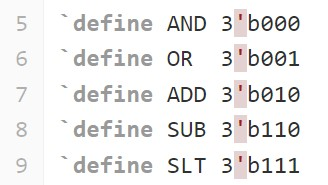 5 `define AND 3'b000
6 `define OR  3'b001
7 `define ADD 3'b010
8 `define SUB 3'b110
9 `define SLT 3'b111